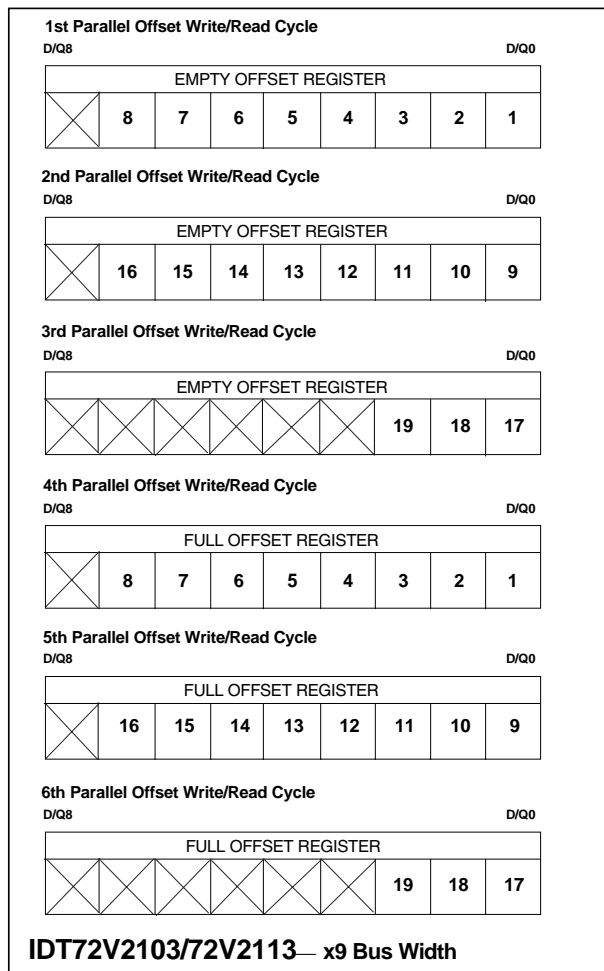 1st Parallel Offset Write/Read Cycle
D/Q8 D/Q0
EMPTY OFFSET REGISTER
8 7 6 5 4 3 2 1
2nd Parallel Offset Write/Read Cycle
D/Q8 D/Q0
EMPTY OFFSET REGISTER
16 15 14 13 12 11 10 9
3rd Parallel Offset Write/Read Cycle
D/Q8 D/Q0
EMPTY OFFSET REGISTER
19 18 17
4th Parallel Offset Write/Read Cycle
D/Q8 D/Q0
FULL OFFSET REGISTER
8 7 6 5 4 3 2 1
5th Parallel Offset Write/Read Cycle
D/Q8 D/Q0
FULL OFFSET REGISTER
16 15 14 13 12 11 10 9
6th Parallel Offset Write/Read Cycle
D/Q8 D/Q0
FULL OFFSET REGISTER
19 18 17
IDT72V2103/72V2113— x9 Bus Width